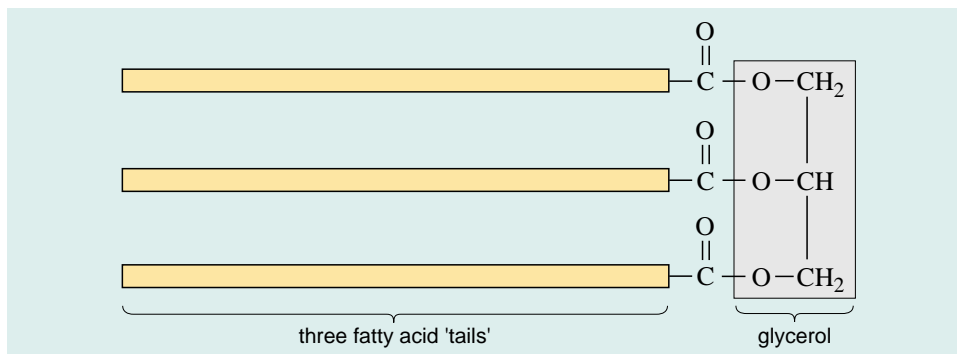 O
C O CH2
O
C O CH
O
C O CH2
three fatty acid 'tails' glycerol